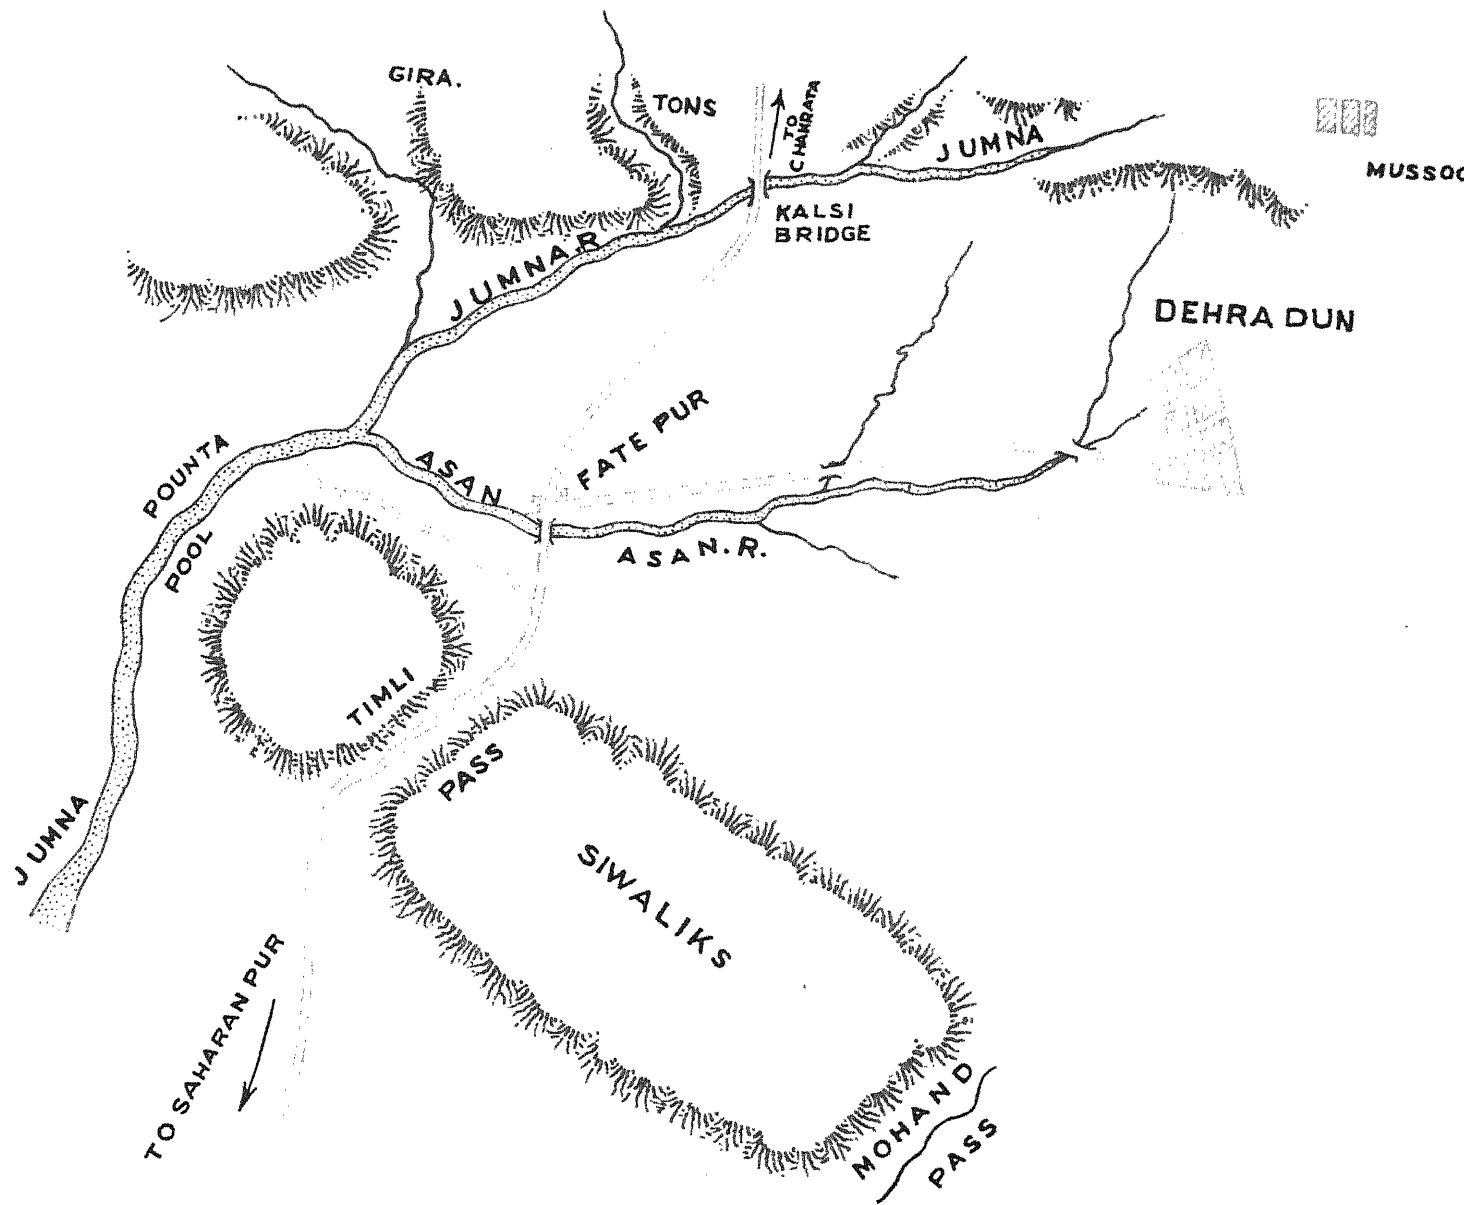 GIRA.
TONS
TO
CHAKRATA
JUMNA
MUSSOO
KALSI
BRIDGE
JUMNA.R
DEHRA DUN
FATE PUR
POUNTA
POOL
ASAN
ASAN.R.
TIMLI
PASS
JUMNA
SIWALIKS
TO SAHARAN PUR
MOHAND
PASS